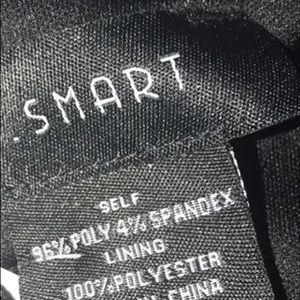 .SMART
SELF
96% POLY 4% SPANDEX
LINING
100% POLYESTER
CHINA